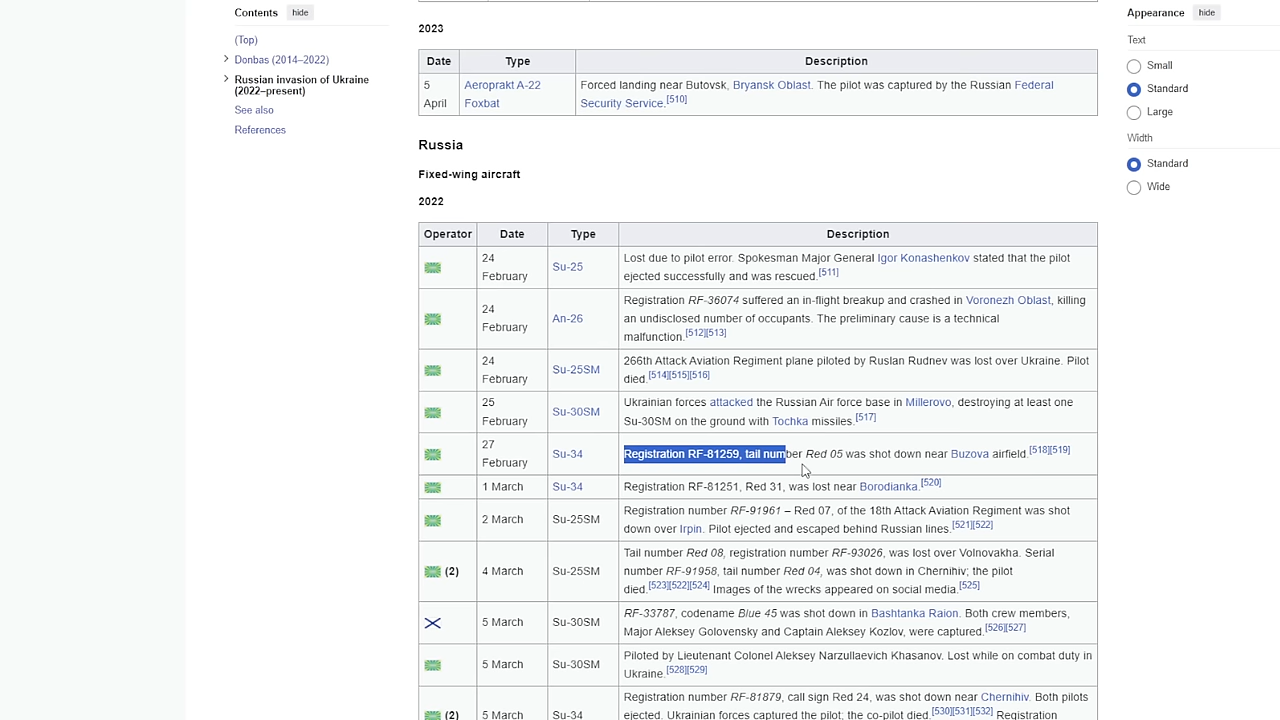 Contents hide
(Top)
Donbas (2014–2022)
Russian invasion of Ukraine
(2022–present)
See also
References
2023
Date Type Description
5 April Aeroprakt A-22 Foxbat Forced landing near Butovsk, Bryansk Oblast. The pilot was captured by the Russian Federal
Security Service.[510]
Russia
Fixed-wing aircraft
2022
Operator Date Type Description
24 February Su-25 Lost due to pilot error. Spokesman Major General Igor Konashenkov stated that the pilot
ejected successfully and was rescued.[511]
24 February An-26 Registration RF-36074 suffered an in-flight breakup and crashed in Voronezh Oblast, killing
an undisclosed number of occupants. The preliminary cause is a technical
malfunction.[512][513]
24 February Su-25SM 266th Attack Aviation Regiment plane piloted by Ruslan Rudnev was lost over Ukraine. Pilot
died.[514][515][516]
25 February Su-30SM Ukrainian forces attacked the Russian Air force base in Millerovo, destroying at least one
Su-30SM on the ground with Tochka missiles.[517]
27 February Su-34 Registration RF-81259, tail number Red 05 was shot down near Buzova airfield.[518][519]
1 March Su-34 Registration RF-81251, Red 31, was lost near Borodianka.[520]
2 March Su-25SM Registration number RF-91961 – Red 07, of the 18th Attack Aviation Regiment was shot
down over Irpin. Pilot ejected and escaped behind Russian lines.[521][522]
(2) 4 March Su-25SM Tail number Red 08, registration number RF-93026, was lost over Volnovakha. Serial
number RF-91958, tail number Red 04, was shot down in Chernihiv; the pilot
died.[523][522][524] Images of the wrecks appeared on social media.[525]
5 March Su-30SM RF-33787, codename Blue 45 was shot down in Bashtanka Raion. Both crew members,
Major Aleksey Golovensky and Captain Aleksey Kozlov, were captured.[526][527]
5 March Su-30SM Piloted by Lieutenant Colonel Aleksey Narzullaevich Khasanov. Lost while on combat duty in
Ukraine.[528][529]
(2) 5 March Su-34 Registration number RF-81879, call sign Red 24, was shot down near Chernihiv. Both pilots
ejected. Ukrainian forces captured the pilot; the co-pilot died.[530][531][532] Registration
Appearance hide
Text
Small
Standard
Large
Width
Standard
Wide